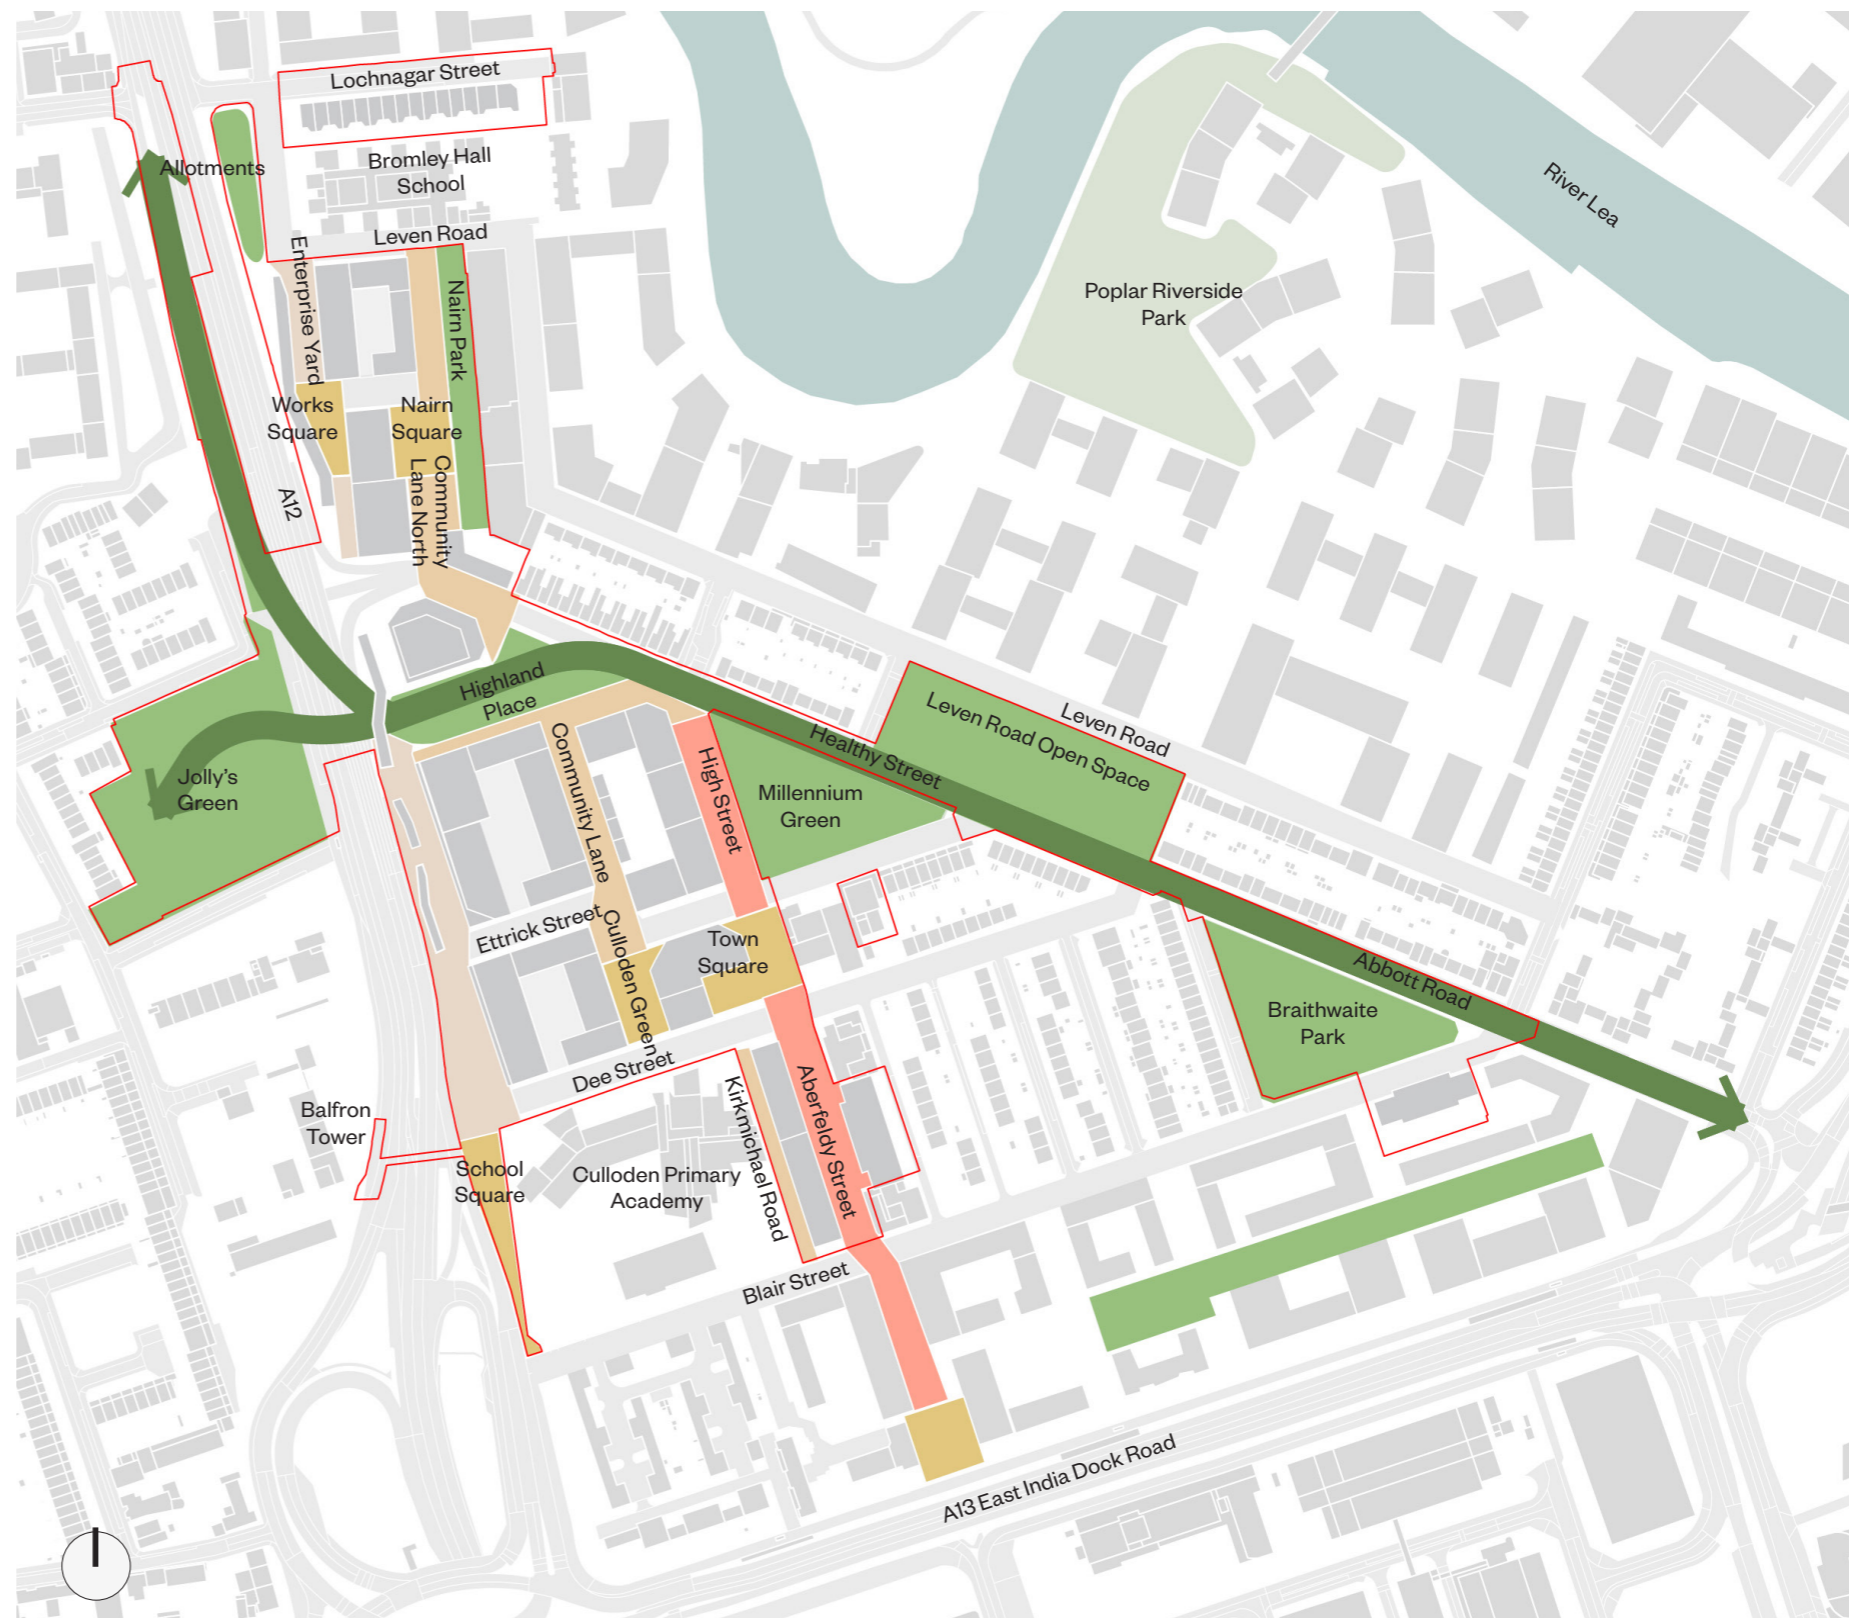 Lochnagar Street
Allotments
Bromley Hall
School
Leven Road
Enterprise Yard
Nairn Park
River Lea
Poplar Riverside
Park
Works
Square
Nairn
Square
Community
Lane North
A12
Highland
Place
Leven Road
Leven Road Open Space
Healthy Street
Jolly's
Green
Community Lane
High Street
Millennium
Green
Ettrick Street
Culloden Green
Town
Square
Abbott Road
Braithwaite
Park
Dee Street
Kirkmichael Road
Aberfeldy Street
Balfron
Tower
School
Square
Culloden Primary
Academy
Blair Street
A13 East India Dock Road